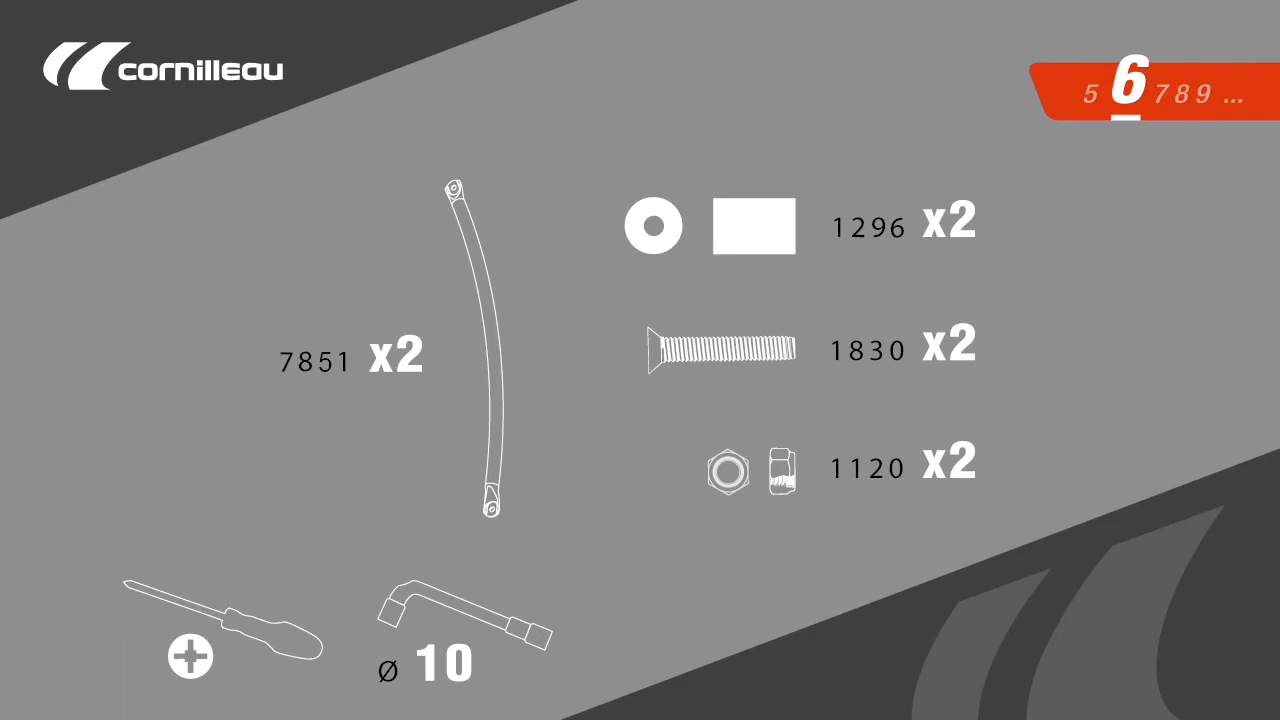 cornilleau
5 6 7 8 9 ...
1296 x2
7851 x2
1830 x2
1120 x2
Ø 10